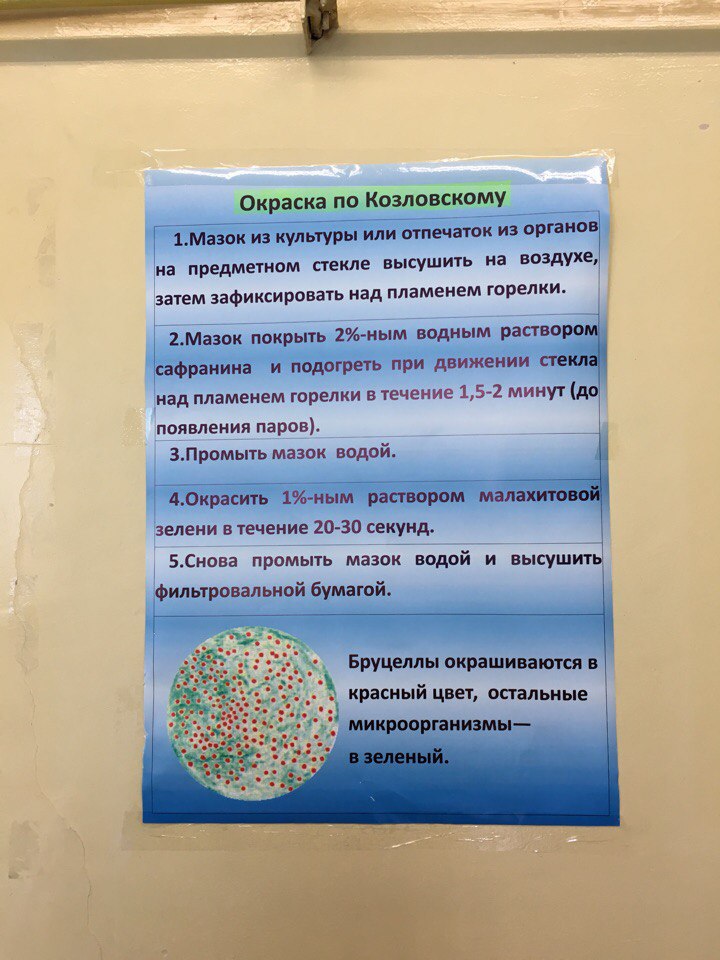 Окраска по Козловскому
1.Мазок из культуры или отпечаток из органов
на предметном стекле высушить на воздухе,
затем зафиксировать над пламенем горелки.
2.Мазок покрыть 2%-ным водным раствором
сафранина и подогреть при движении стекла
над пламенем горелки в течение 1,5-2 минут (до
появления паров).
3.Промыть мазок водой.
4.Окрасить 1%-ным раствором малахитовой
зелени в течение 20-30 секунд.
5.Снова промыть мазок водой и высушить
фильтровальной бумагой.
Бруцеллы окрашиваются в
красный цвет, остальные
микроорганизмы—
в зеленый.